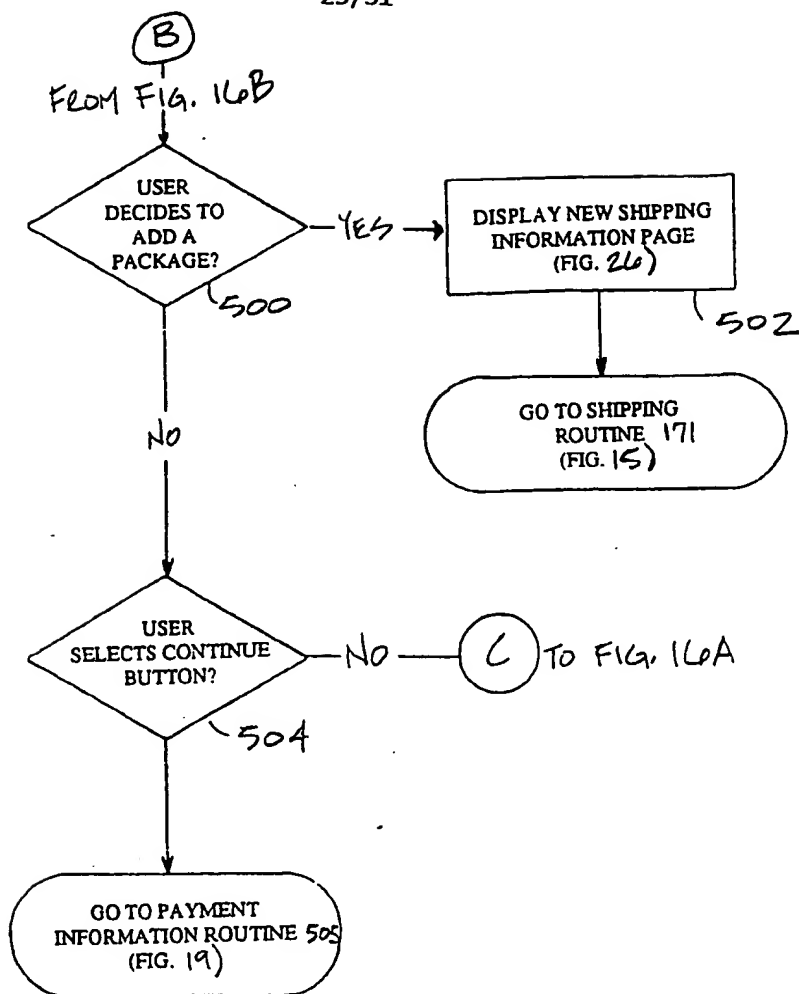 B
FROM FIG. 16B
USER
DECIDES TO
ADD A
PACKAGE?
500
YES
DISPLAY NEW SHIPPING
INFORMATION PAGE
(FIG. 26)
502
GO TO SHIPPING
ROUTINE 171
(FIG. 15)
NO
USER
SELECTS CONTINUE
BUTTON?
504
NO
C
TO FIG. 16A
GO TO PAYMENT
INFORMATION ROUTINE 505
(FIG. 19)